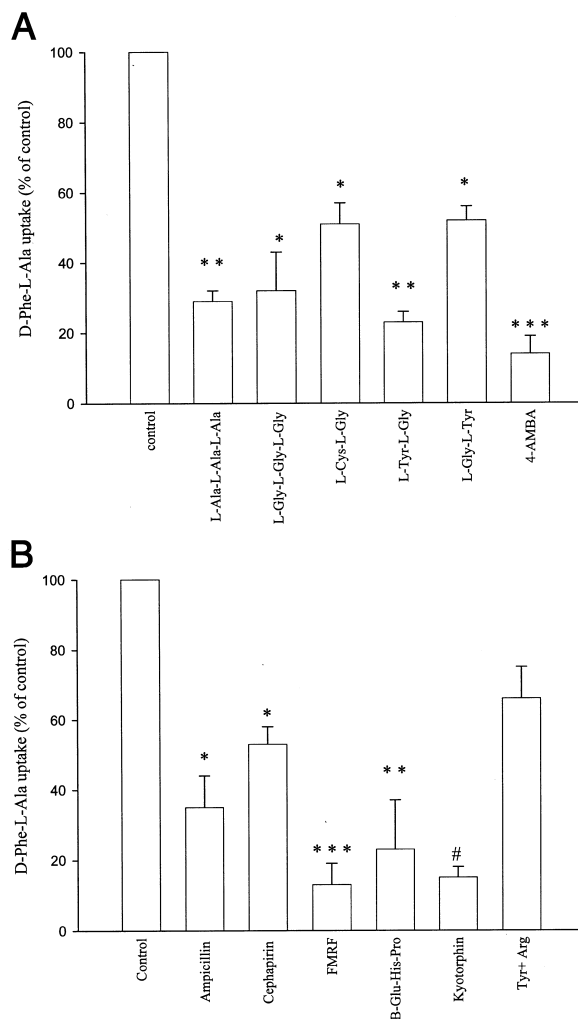 A
D-Phe-L-Ala uptake (% of control)
100
80
60
40
20
0
**
*
*
**
*
***
control
L-Ala-L-Ala-L-Ala
L-Gly-L-Gly-L-Gly
L-Cys-L-Gly
L-Tyr-L-Gly
L-Gly-L-Tyr
4-AMBA
B
D-Phe-L-Ala uptake (% of control)
100
80
60
40
20
0
*
*
***
**
#
Control
Ampicillin
Cephapirin
FMRF
B-Glu-His-Pro
Kyotorphin
Tyr+ Arg